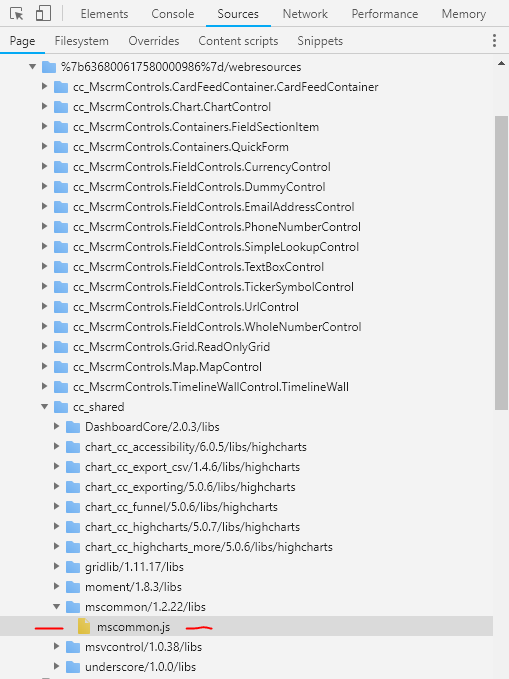 Elements Console Sources Network Performance Memory
Page Filesystem Overrides Content scripts Snippets
%7b636800617580000986%7d/webresources
cc_MscrmControls.CardFeedContainer.CardFeedContainer
cc_MscrmControls.Chart.ChartControl
cc_MscrmControls.Containers.FieldSectionItem
cc_MscrmControls.Containers.QuickForm
cc_MscrmControls.FieldControls.CurrencyControl
cc_MscrmControls.FieldControls.DummyControl
cc_MscrmControls.FieldControls.EmailAddressControl
cc_MscrmControls.FieldControls.PhoneNumberControl
cc_MscrmControls.FieldControls.SimpleLookupControl
cc_MscrmControls.FieldControls.TextBoxControl
cc_MscrmControls.FieldControls.TickerSymbolControl
cc_MscrmControls.FieldControls.UrlControl
cc_MscrmControls.FieldControls.WholeNumberControl
cc_MscrmControls.Grid.ReadOnlyGrid
cc_MscrmControls.Map.MapControl
cc_MscrmControls.TimelineWallControl.TimelineWall
cc_shared
DashboardCore/2.0.3/libs
chart_cc_accessibility/6.0.5/libs/highcharts
chart_cc_export_csv/1.4.6/libs/highcharts
chart_cc_exporting/5.0.6/libs/highcharts
chart_cc_funnel/5.0.6/libs/highcharts
chart_cc_highcharts/5.0.7/libs/highcharts
chart_cc_highcharts_more/5.0.6/libs/highcharts
gridlib/1.11.17/libs
moment/1.8.3/libs
mscommon/1.2.22/libs
mscommon.js
msvcontrol/1.0.38/libs
underscore/1.0.0/libs